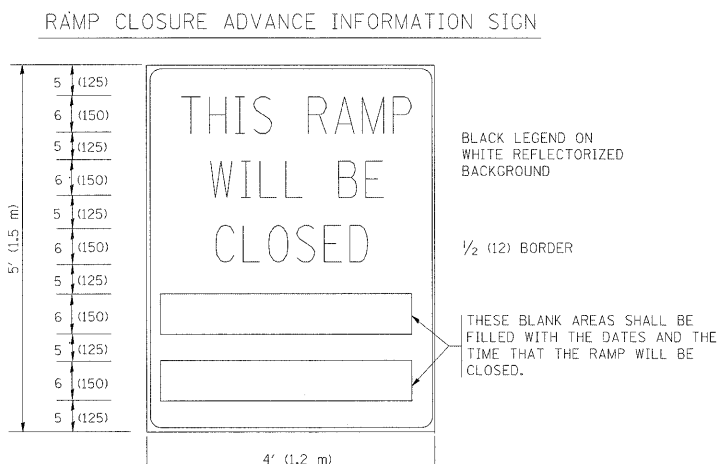 RAMP CLOSURE ADVANCE INFORMATION SIGN
5 (125)
6 (150)
5 (125)
6 (150)
5 (125)
6 (150)
5 (125)
6 (150)
5 (125)
6 (150)
5 (125)
5' (1.5 m)
THIS RAMP
WILL BE
CLOSED
BLACK LEGEND ON
WHITE REFLECTORIZED
BACKGROUND
1/2 (12) BORDER
THESE BLANK AREAS SHALL BE
FILLED WITH THE DATES AND THE
TIME THAT THE RAMP WILL BE
CLOSED.
4' (1.2 m)